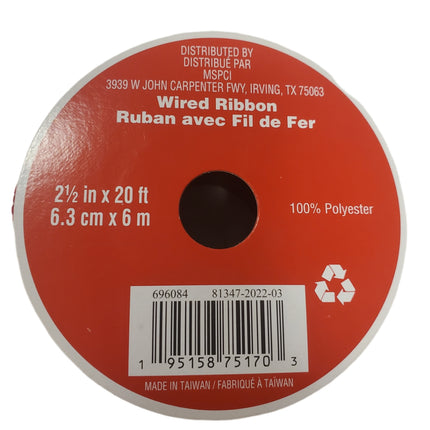 DISTRIBUTED BY
DISTRIBUÉ PAR
MSPCI
3939 W JOHN CARPENTER FWY, IRVING, TX 75063
Wired Ribbon
Ruban avec Fil de Fer
2½ in x 20 ft
6.3 cm x 6 m
100% Polyester
696084 81347-2022-03
1 95158 75170 3
MADE IN TAIWAN / FABRIQUÉ À TAÏWAN